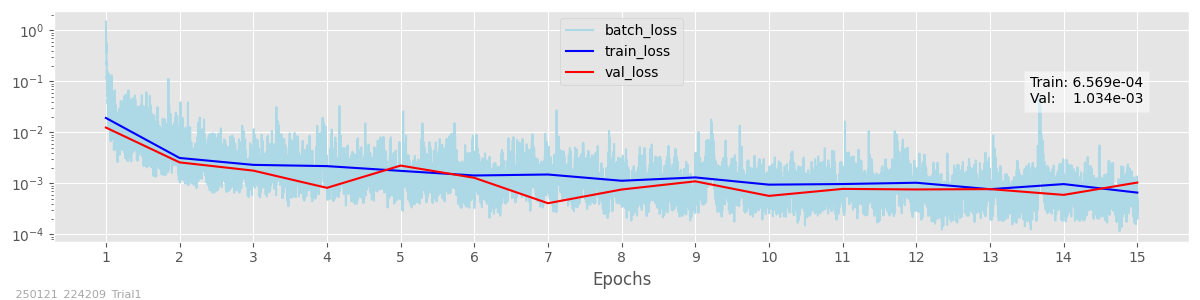 batch_loss
train_loss
val_loss
Train: 6.569e-04
Val: 1.034e-03
10^0
10^-1
10^-2
10^-3
10^-4
1 2 3 4 5 6 7 8 9 10 11 12 13 14 15
Epochs
250121_224209_Trial1